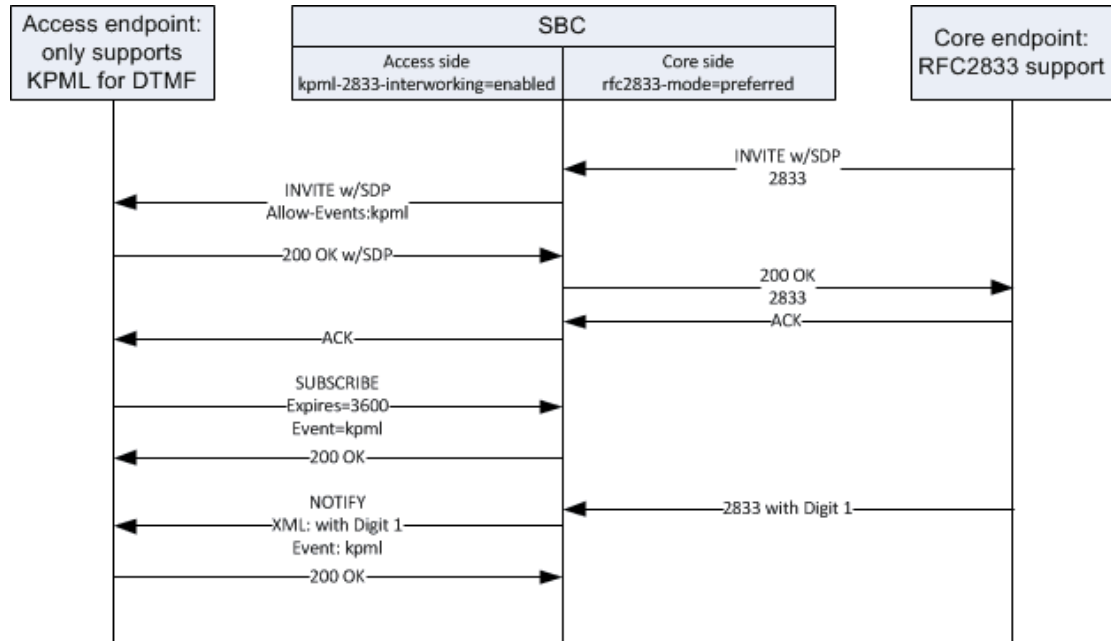 Access endpoint:
only supports
KPML for DTMF
SBC
Access side
kpml-2833-interworking=enabled
Core side
rfc2833-mode=preferred
Core endpoint:
RFC2833 support
INVITE w/SDP
2833
INVITE w/SDP
Allow-Events:kpml
200 OK w/SDP
200 OK
2833
ACK
ACK
SUBSCRIBE
Expires=3600
Event=kpml
200 OK
2833 with Digit 1
NOTIFY
XML: with Digit 1
Event: kpml
200 OK